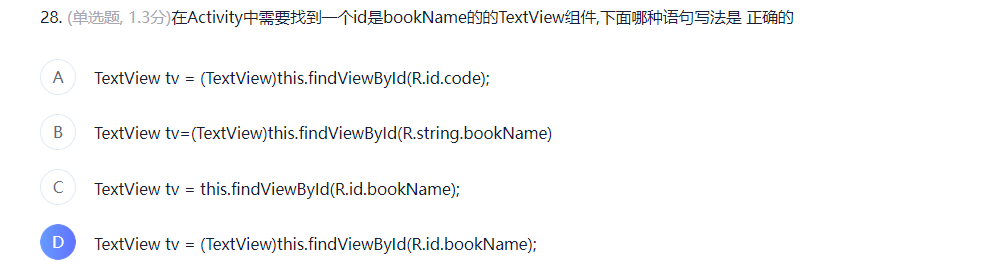 28. (单选题, 1.3分)在Activity中需要找到一个id是bookName的的TextView组件,下面哪种语句写法是 正确的
A TextView tv = (TextView)this.findViewById(R.id.code);
B TextView tv=(TextView)this.findViewById(R.string.bookName)
C TextView tv = this.findViewById(R.id.bookName);
D TextView tv = (TextView)this.findViewById(R.id.bookName);